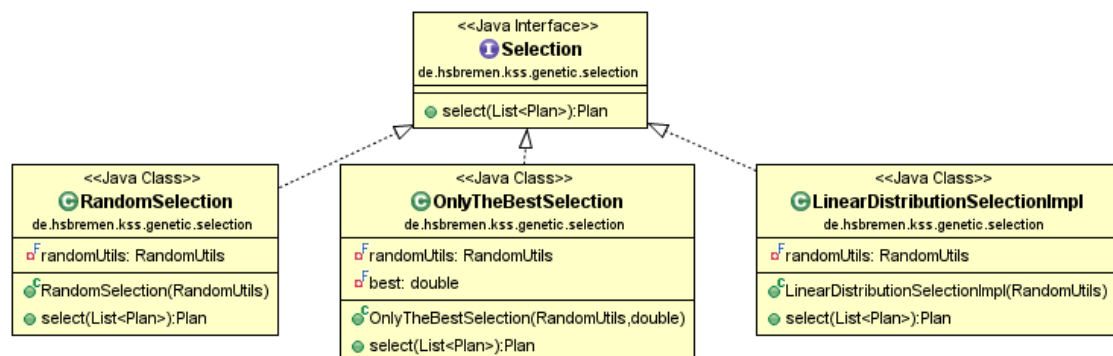 <<Java Interface>>
Selection
de.hsbremen.kss.genetic.selection
select(List<Plan>):Plan
<<Java Class>>
RandomSelection
de.hsbremen.kss.genetic.selection
randomUtils: RandomUtils
RandomSelection(RandomUtils)
select(List<Plan>):Plan
<<Java Class>>
OnlyTheBestSelection
de.hsbremen.kss.genetic.selection
randomUtils: RandomUtils
best: double
OnlyTheBestSelection(RandomUtils,double)
select(List<Plan>):Plan
<<Java Class>>
LinearDistributionSelectionImpl
de.hsbremen.kss.genetic.selection
randomUtils: RandomUtils
LinearDistributionSelectionImpl(RandomUtils)
select(List<Plan>):Plan